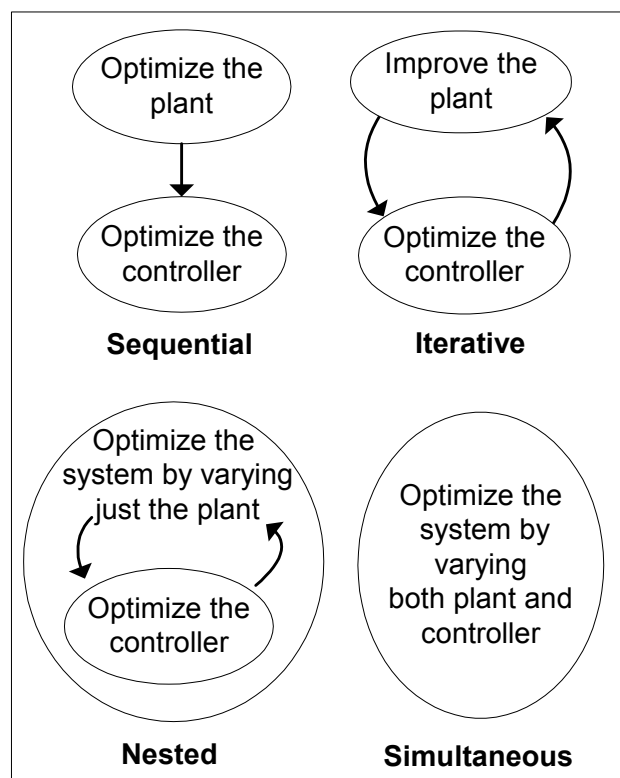 Optimize the
plant
Optimize the
controller
Sequential
Improve the
plant
Optimize the
controller
Iterative
Optimize the
system by varying
just the plant
Optimize the
controller
Nested
Optimize the
system by
varying
both plant and
controller
Simultaneous